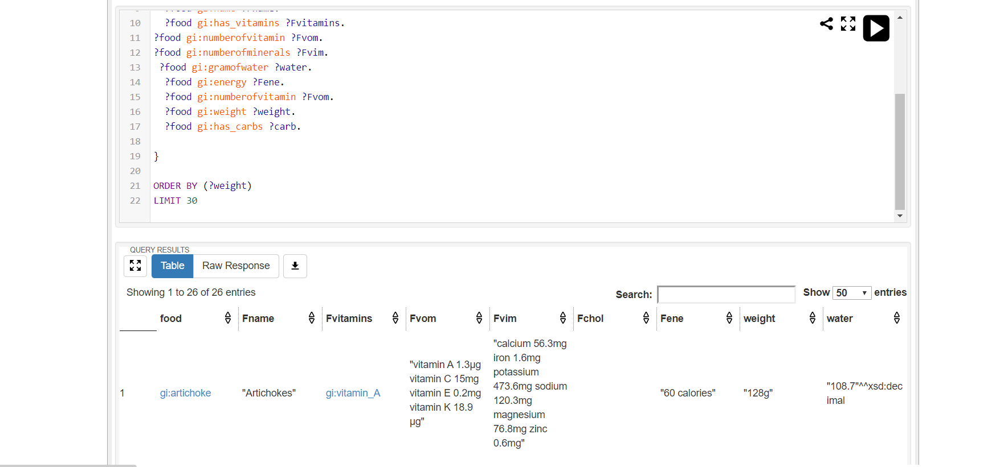 10 ?food gi:has_vitamins ?Fvitamins.
11 ?food gi:numberofvitamin ?Fvom.
12 ?food gi:numberofminerals ?Fvim.
13 ?food gi:gramofwater ?water.
14 ?food gi:energy ?Fene.
15 ?food gi:numberofvitamin ?Fvom.
16 ?food gi:weight ?weight.
17 ?food gi:has_carbs ?carb.
18
19 }
20
21 ORDER BY (?weight)
22 LIMIT 30
QUERY RESULTS
Table Raw Response
Showing 1 to 26 of 26 entries Search: Show 50 entries
food Fname Fvitamins Fvom Fvim Fchol Fene weight water
1 gi:artichoke "Artichokes" gi:vitamin_A
"vitamin A 1.3µg
vitamin C 15mg
vitamin E 0.2mg
vitamin K 18.9
µg"
"calcium 56.3mg
iron 1.6mg
potassium
473.6mg sodium
120.3mg
magnesium
76.8mg zinc
0.6mg"
"60 calories" "128g"
"108.7"^^xsd:dec
imal